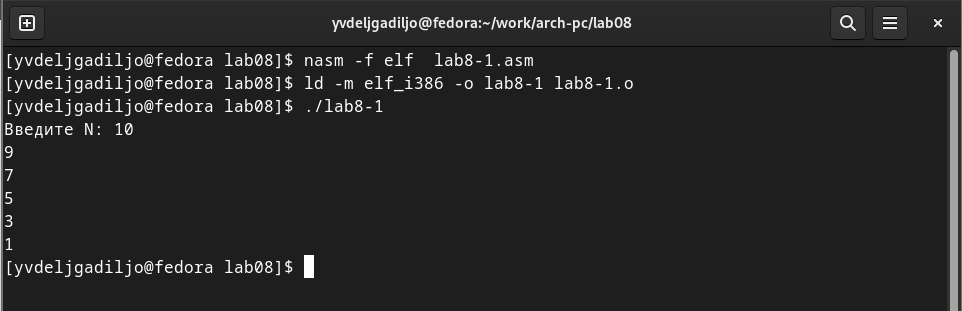 yvdeljgadiljo@fedora:~/work/arch-pc/lab08
[yvdeljgadiljo@fedora lab08]$ nasm -f elf  lab8-1.asm
[yvdeljgadiljo@fedora lab08]$ ld -m elf_i386 -o lab8-1 lab8-1.o
[yvdeljgadiljo@fedora lab08]$ ./lab8-1
Введите N: 10
9
7
5
3
1
[yvdeljgadiljo@fedora lab08]$